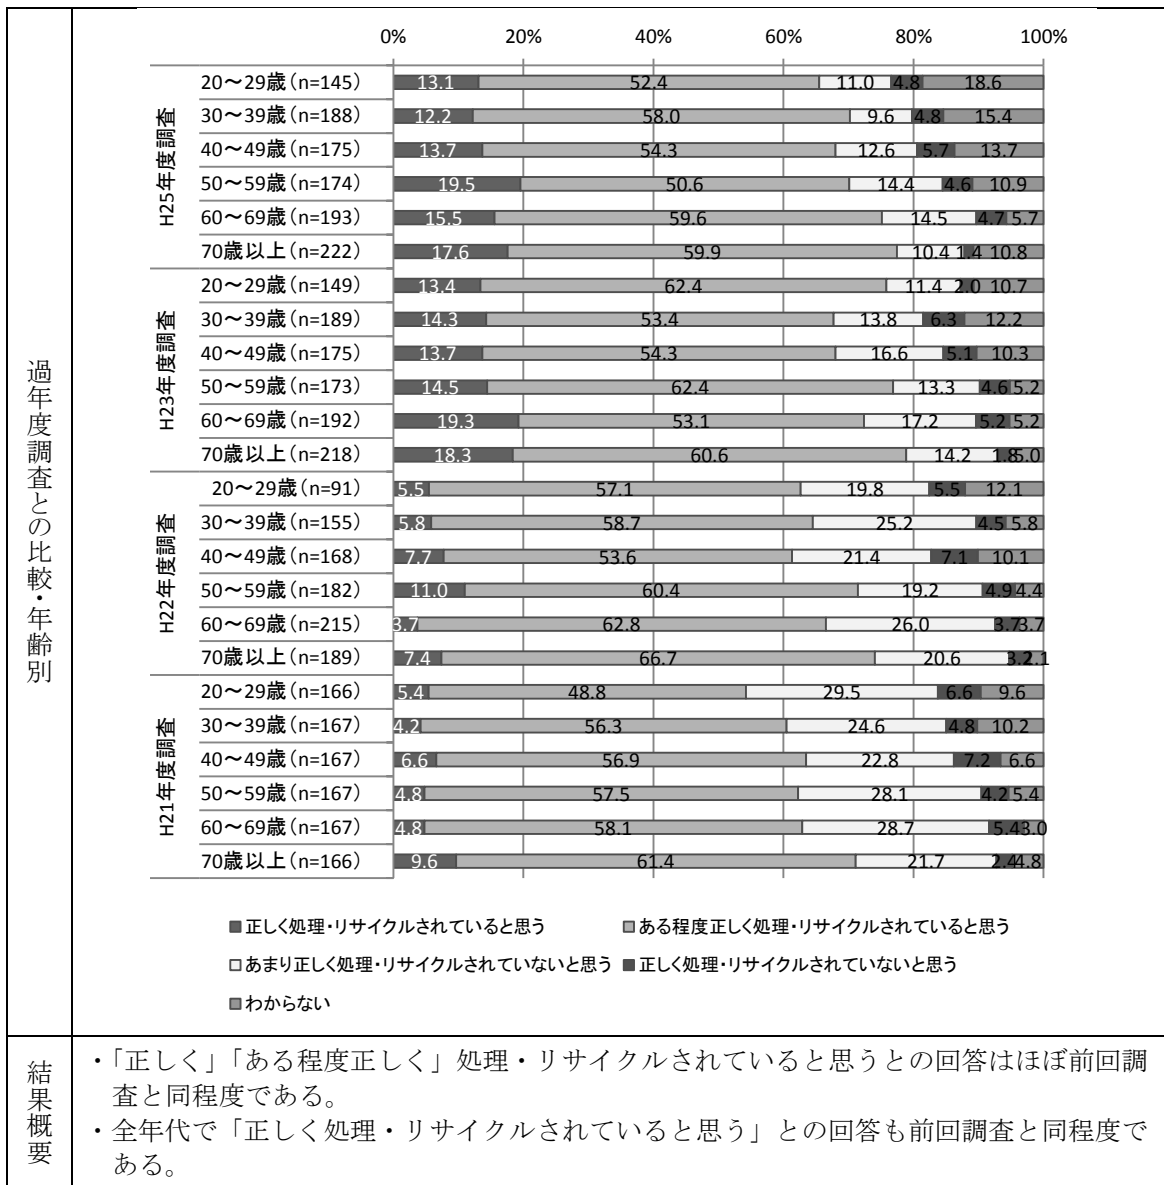 過年度調査との比較・年齢別
0% 20% 40% 60% 80% 100%
H25年度調査
20～29歳(n=145) 13.1 52.4 11.0 4.8 18.6
30～39歳(n=188) 12.2 58.0 9.6 4.8 15.4
40～49歳(n=175) 13.7 54.3 12.6 5.7 13.7
50～59歳(n=174) 19.5 50.6 14.4 4.6 10.9
60～69歳(n=193) 15.5 59.6 14.5 4.7 5.7
70歳以上(n=222) 17.6 59.9 10.4 1.4 10.8
H23年度調査
20～29歳(n=149) 13.4 62.4 11.4 2.0 10.7
30～39歳(n=189) 14.3 53.4 13.8 6.3 12.2
40～49歳(n=175) 13.7 54.3 16.6 5.1 10.3
50～59歳(n=173) 14.5 62.4 13.3 4.6 5.2
60～69歳(n=192) 19.3 53.1 17.2 5.2 5.2
70歳以上(n=218) 18.3 60.6 14.2 1.8 5.0
H22年度調査
20～29歳(n=91) 5.5 57.1 19.8 5.5 12.1
30～39歳(n=155) 5.8 58.7 25.2 4.5 5.8
40～49歳(n=168) 7.7 53.6 21.4 7.1 10.1
50～59歳(n=182) 11.0 60.4 19.2 4.9 4.4
60～69歳(n=215) 3.7 62.8 26.0 3.7 3.7
70歳以上(n=189) 7.4 66.7 20.6 3.2 2.1
H21年度調査
20～29歳(n=166) 5.4 48.8 29.5 6.6 9.6
30～39歳(n=167) 4.2 56.3 24.6 4.8 10.2
40～49歳(n=167) 6.6 56.9 22.8 7.2 6.6
50～59歳(n=167) 4.8 57.5 28.1 4.2 5.4
60～69歳(n=167) 4.8 58.1 28.7 5.4 3.0
70歳以上(n=166) 9.6 61.4 21.7 2.4 4.8
正しく処理・リサイクルされていると思う ある程度正しく処理・リサイクルされていると思う
あまり正しく処理・リサイクルされていないと思う 正しく処理・リサイクルされていないと思う
わからない
結果概要
・「正しく」「ある程度正しく」処理・リサイクルされていると思うとの回答はほぼ前回調
査と同程度である。
・全年代で「正しく処理・リサイクルされていると思う」との回答も前回調査と同程度で
ある。